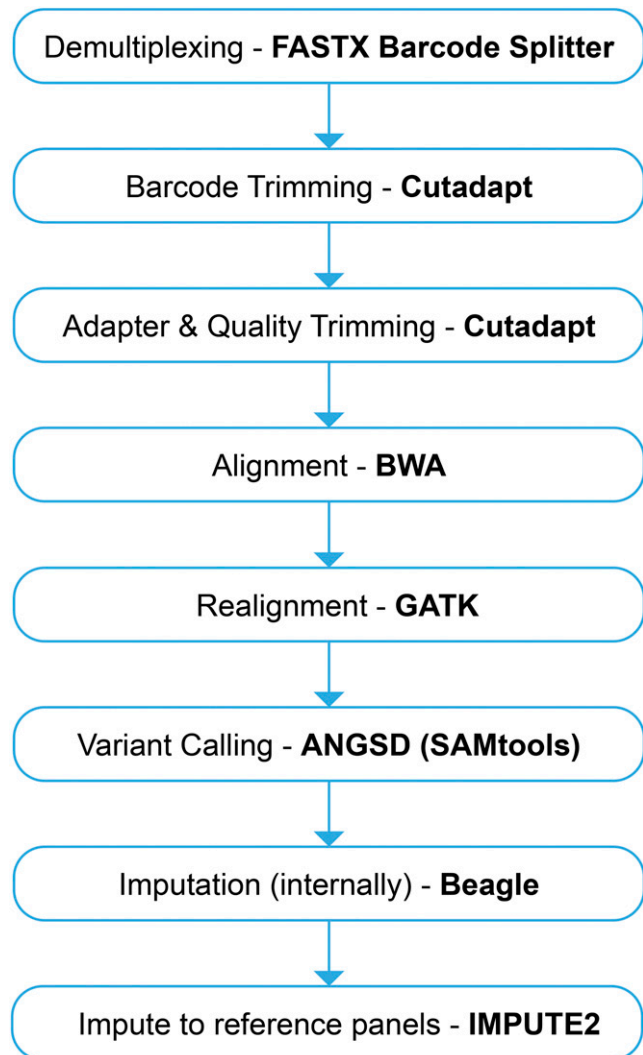 Demultiplexing - FASTX Barcode Splitter
Barcode Trimming - Cutadapt
Adapter & Quality Trimming - Cutadapt
Alignment - BWA
Realignment - GATK
Variant Calling - ANGSD (SAMtools)
Imputation (internally) - Beagle
Impute to reference panels - IMPUTE2